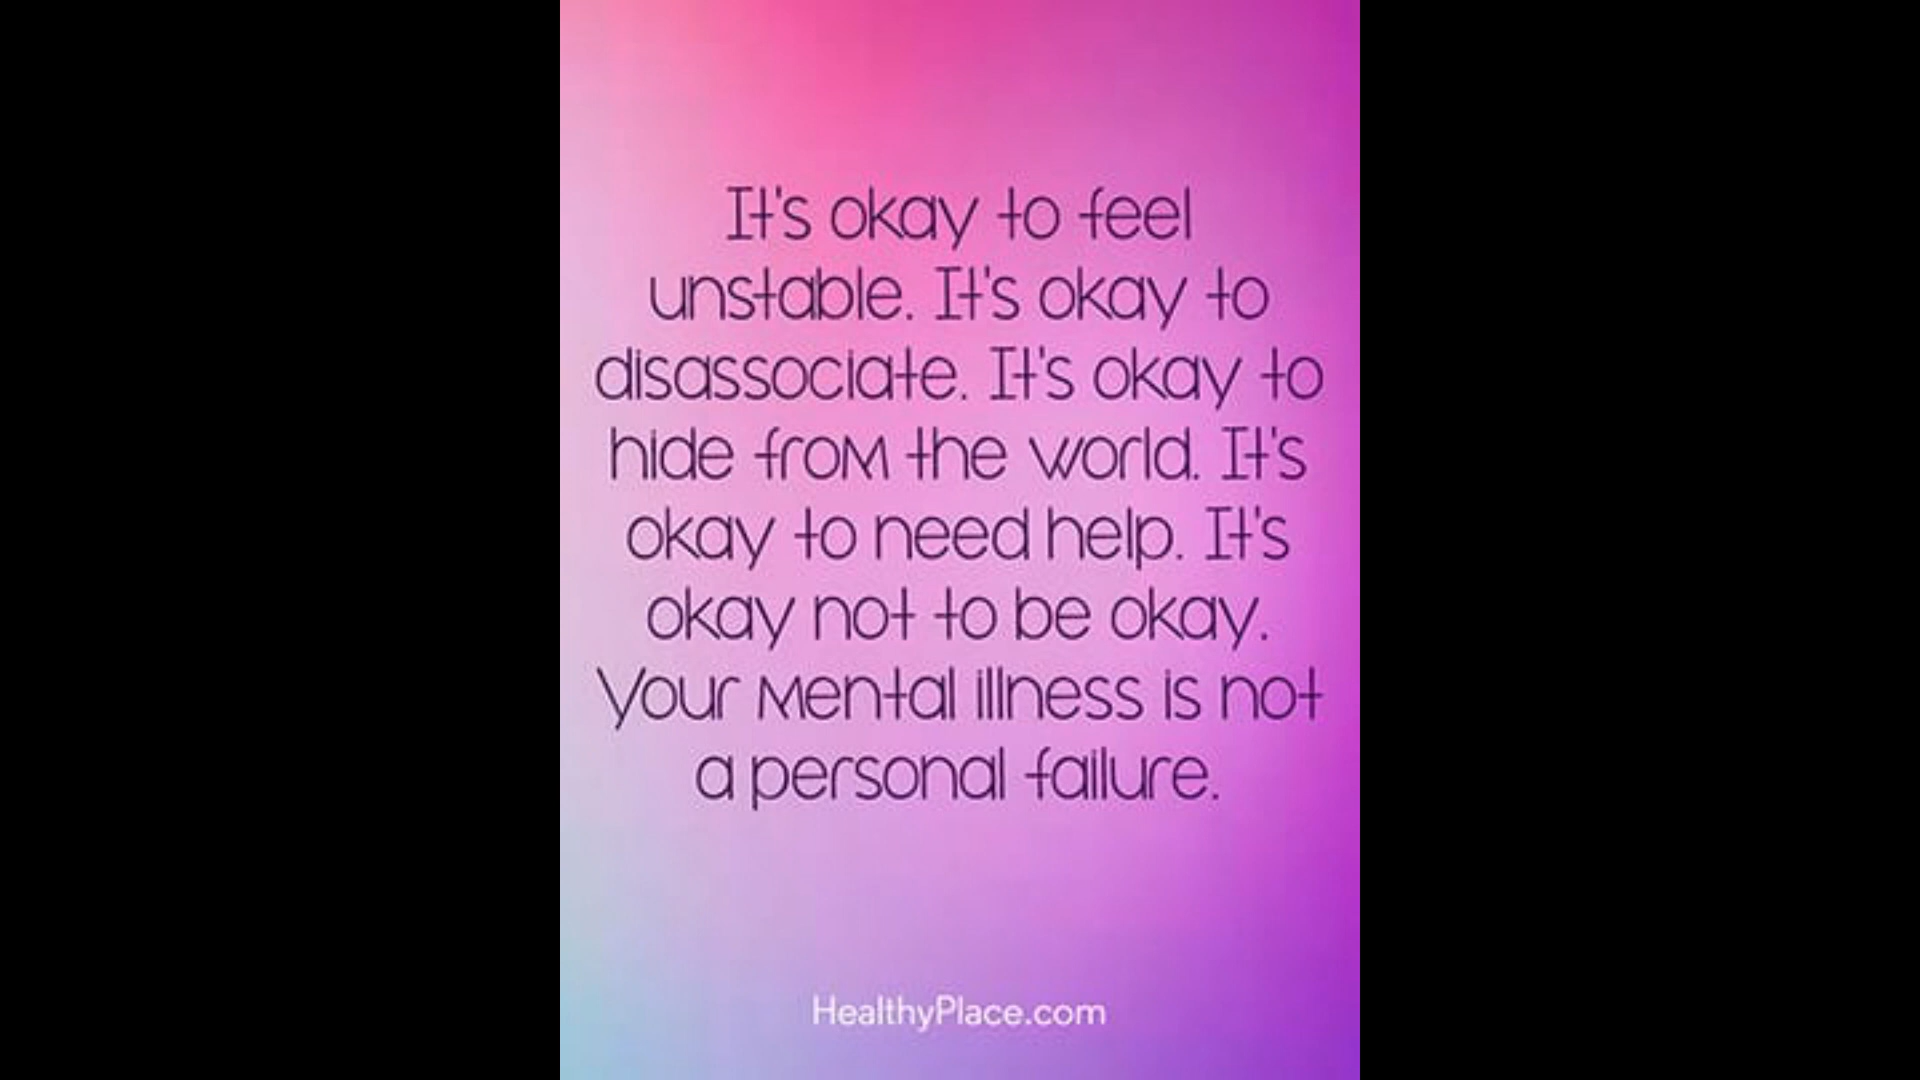 It's okay to feel
unstable. It's okay to
disassociate. It's okay to
hide from the world. It's
okay to need help. It's
okay not to be okay.
Your mental illness is not
a personal failure.
HealthyPlace.com